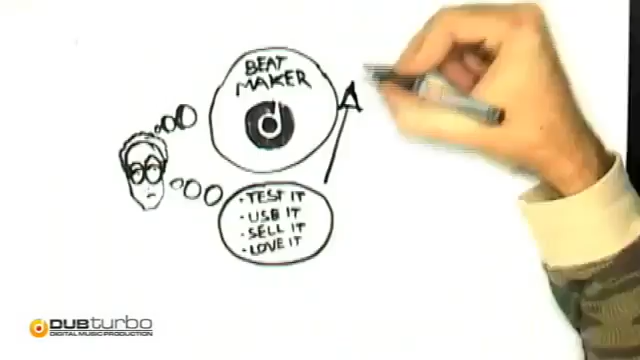 BEAT
MAKER
d
• TEST IT
• USE IT
• SELL IT
• LOVE IT
DUBturbo
DIGITAL MUSIC PRODUCTION